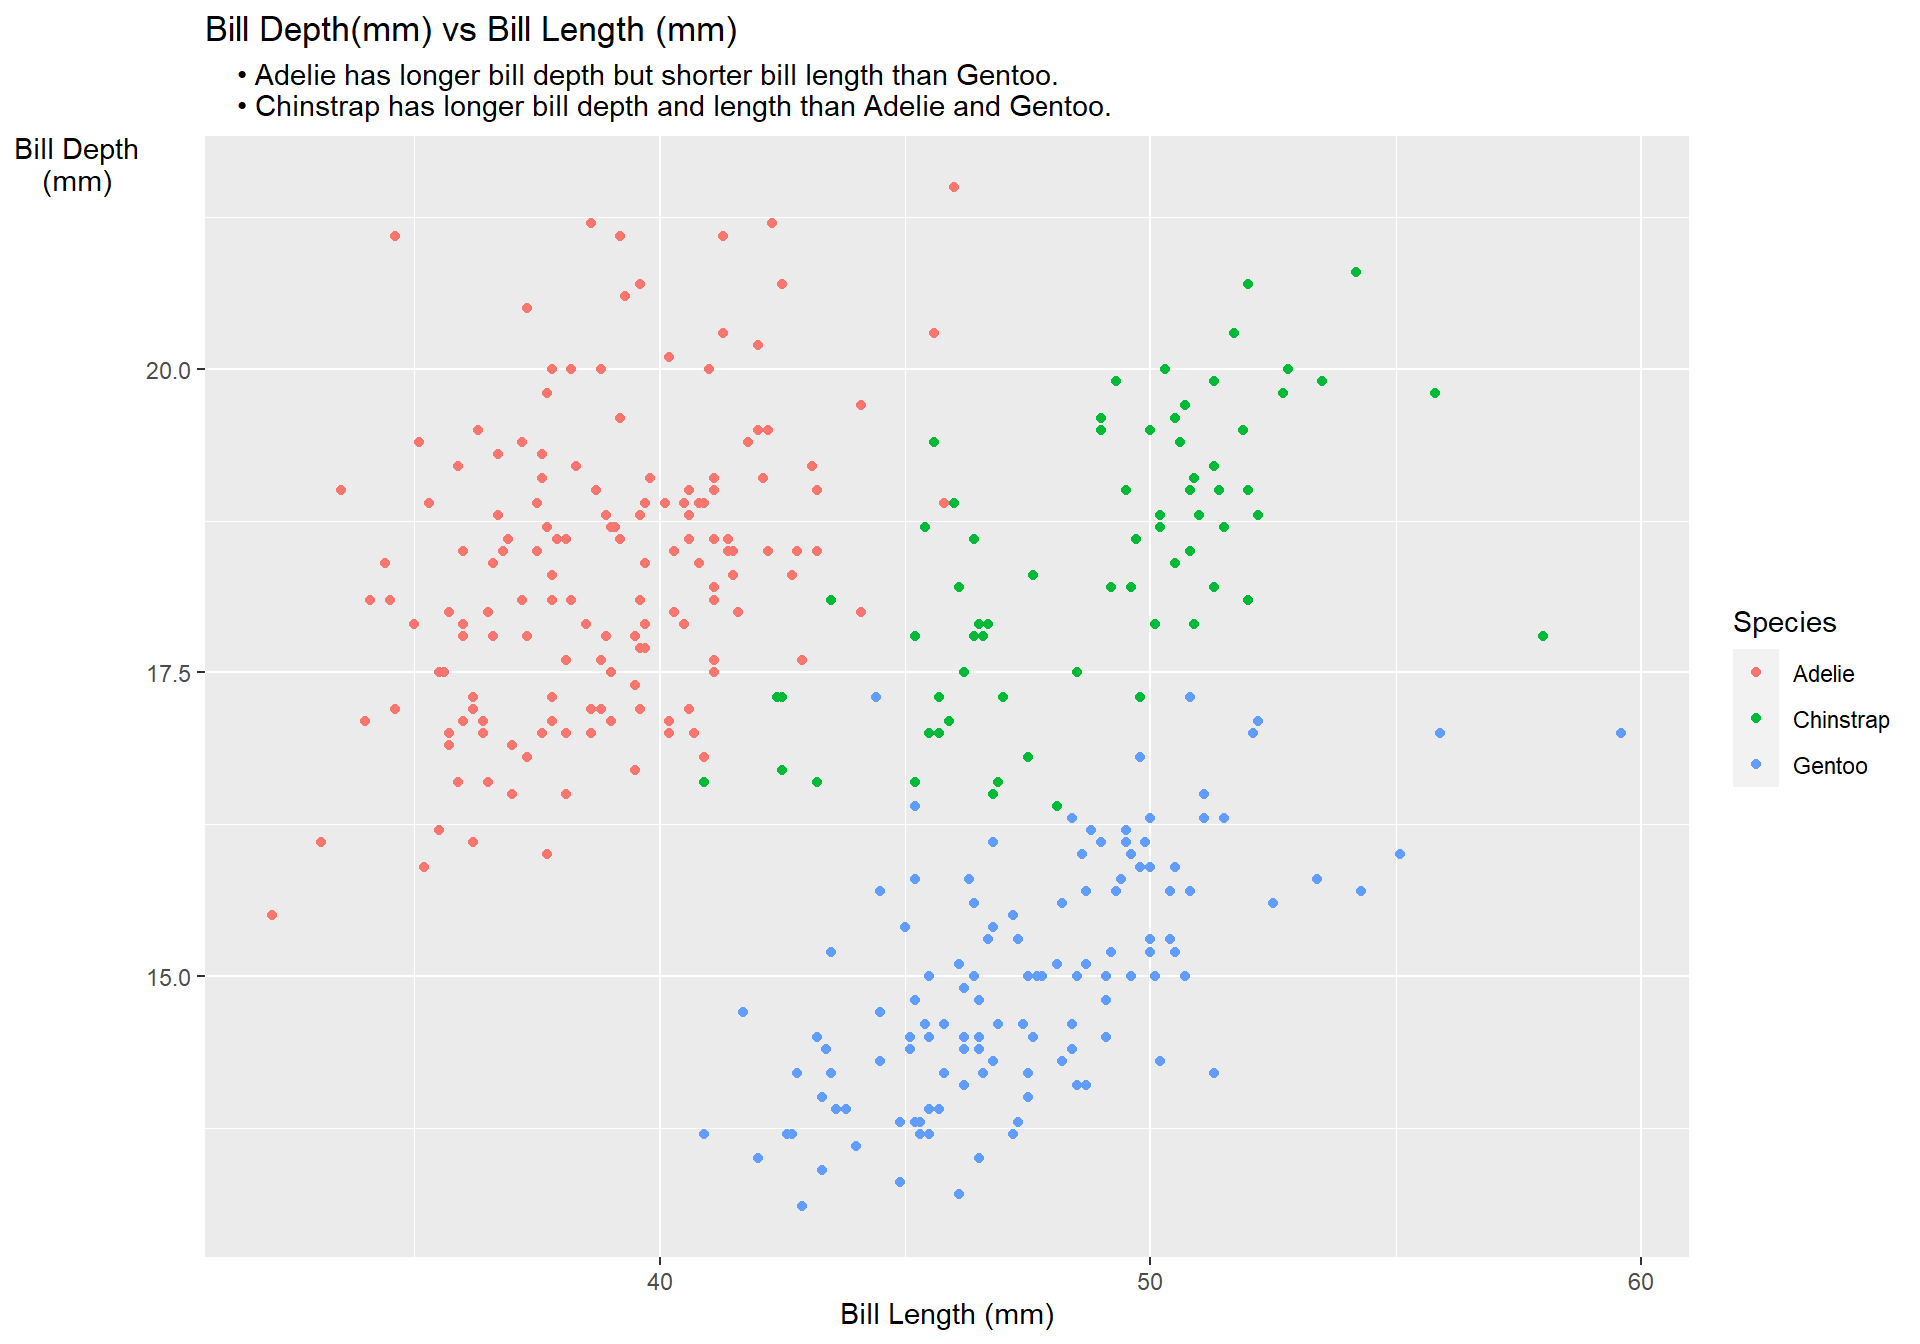 Bill Depth(mm) vs Bill Length (mm)
• Adelie has longer bill depth but shorter bill length than Gentoo.
• Chinstrap has longer bill depth and length than Adelie and Gentoo.
Bill Depth
(mm)
20.0
17.5
15.0
40
50
60
Bill Length (mm)
Species
Adelie
Chinstrap
Gentoo